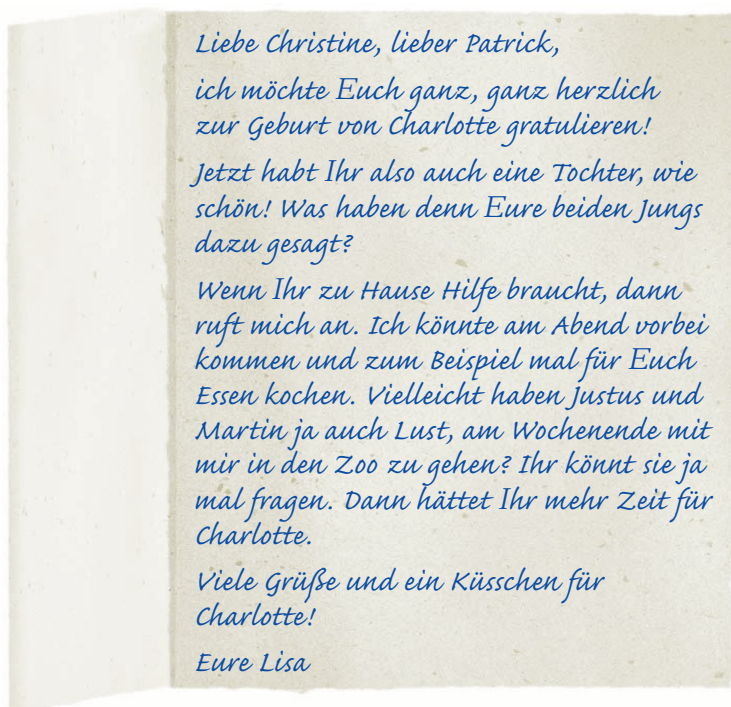 Liebe Christine, lieber Patrick,
ich möchte Euch ganz, ganz herzlich
zur Geburt von Charlotte gratulieren!
Jetzt habt Ihr also auch eine Tochter, wie
schön! Was haben denn Eure beiden Jungs
dazu gesagt?
Wenn Ihr zu Hause Hilfe braucht, dann
ruft mich an. Ich könnte am Abend vorbei
kommen und zum Beispiel mal für Euch
Essen kochen. Vielleicht haben Justus und
Martin ja auch Lust, am Wochenende mit
mir in den Zoo zu gehen? Ihr könnt sie ja
mal fragen. Dann hättet Ihr mehr Zeit für
Charlotte.
Viele Grüße und ein Küsschen für
Charlotte!
Eure Lisa